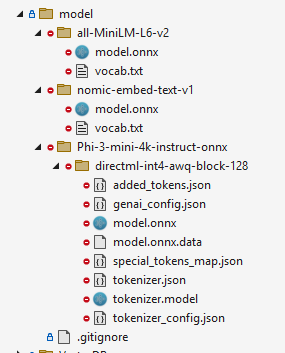 model
all-MiniLM-L6-v2
model.onnx
vocab.txt
nomic-embed-text-v1
model.onnx
vocab.txt
Phi-3-mini-4k-instruct-onnx
directml-int4-awq-block-128
added_tokens.json
genai_config.json
model.onnx
model.onnx.data
special_tokens_map.json
tokenizer.json
tokenizer.model
tokenizer_config.json
.gitignore